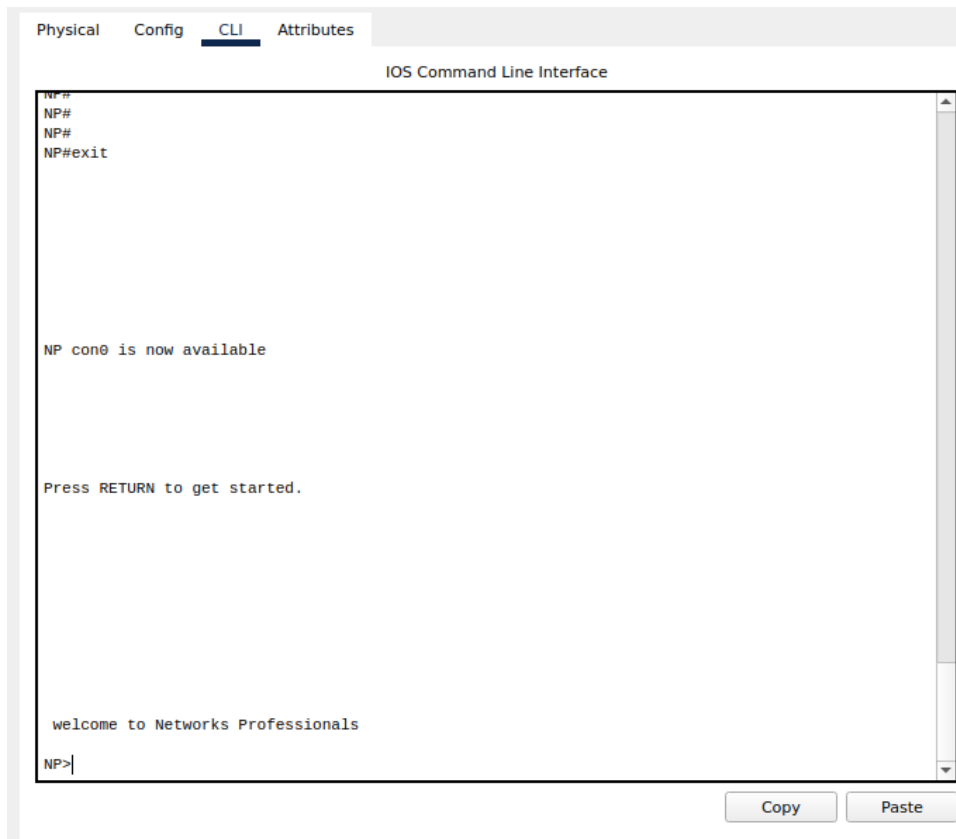 Physical Config CLI Attributes
IOS Command Line Interface
NP#
NP#
NP#
NP#exit
NP con0 is now available
Press RETURN to get started.
welcome to Networks Professionals
NP>
Copy Paste